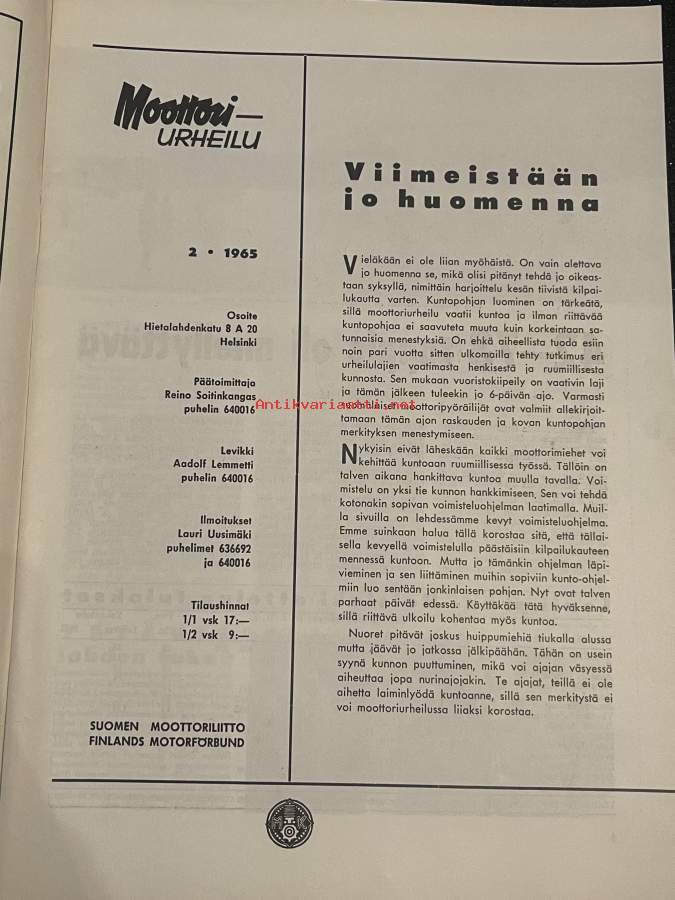 Moottori—
URHEILU
2 • 1965
Osoite
Hietalahdenkatu 8 A 20
Helsinki
Päätoimittaja
Reino Soitinkangas
puhelin 640016
Levikki
Aadolf Lemmetti
puhelin 640016
Ilmoitukset
Lauri Uusimäki
puhelimet 636692
ja 640016
Tilaushinnat
1/1 vsk 17:—
1/2 vsk 9:—
SUOMEN MOOTTORILIITTO
FINLANDS MOTORFÖRBUND
Viimeistään
jo huomenna
Vieläkään ei ole liian myöhäistä. On vain alettava
jo huomenna se, mikä olisi pitänyt tehdä jo oikeas-
taan syksyllä, nimittäin harjoittelu kesän tiivistä kilpai-
lukautta varten. Kuntopohjan luominen on tärkeätä,
sillä moottoriurheilu vaatii kuntoa ja ilman riittävää
kuntopohjaa ei saavuteta muuta kuin korkeintaan sa-
tunnaisia menestyksiä. On ehkä aiheellista tuoda esiin
noin pari vuotta sitten ulkomailla tehty tutkimus eri
urheilulajien vaatimasta henkisestä ja ruumiillisesta
kunnosta. Sen mukaan vuoristokiipeily on vaativin laji
ja tämän jälkeen tuleekin jo 6-päivän ajo. Varmasti
suomalaiset moottoripyöräilijät ovat valmiit allekirjoit-
tamaan tämän ajon raskauden ja kovan kuntopohjan
merkityksen menestymiseen.
Nykyisin eivät läheskään kaikki moottorimiehet voi
kehittää kuntoaan ruumiillisessa työssä. Tällöin on
talven aikana hankittava kuntoa muulla tavalla. Voi-
mistelu on yksi tie kunnon hankkimiseen. Sen voi tehdä
kotonakin sopivan voimisteluohjelman laatimalla. Muil-
la sivuilla on lehdessämme kevyt voimisteluohjelma.
Emme suinkaan halua tällä korostaa sitä, että tällai-
sella kevyellä voimistelulla päästäisiin kilpailukauteen
mennessä kuntoon. Mutta jo tämänkin ohjelman läpi-
vieminen ja sen liittäminen muihin sopiviin kunto-ohjel-
miin luo sentään jonkinlaisen pohjan. Nyt ovat talven
parhaat päivät edessä. Käyttäkää tätä hyväksenne,
sillä riittävä ulkoilu kohentaa myös kuntoa.
Nuoret pitävät joskus huippumiehiä tiukalla alussa
mutta jäävät jo jatkossa jälkipäähän. Tähän on usein
syynä kunnon puuttuminen, mikä voi ajajan väsyessä
aiheuttaa jopa nurinajojakin. Te ajajat, teillä ei ole
aihetta laiminlyödä kuntoanne, sillä sen merkitystä ei
voi moottoriurheilussa liiaksi korostaa.
Antikvariaatti.net